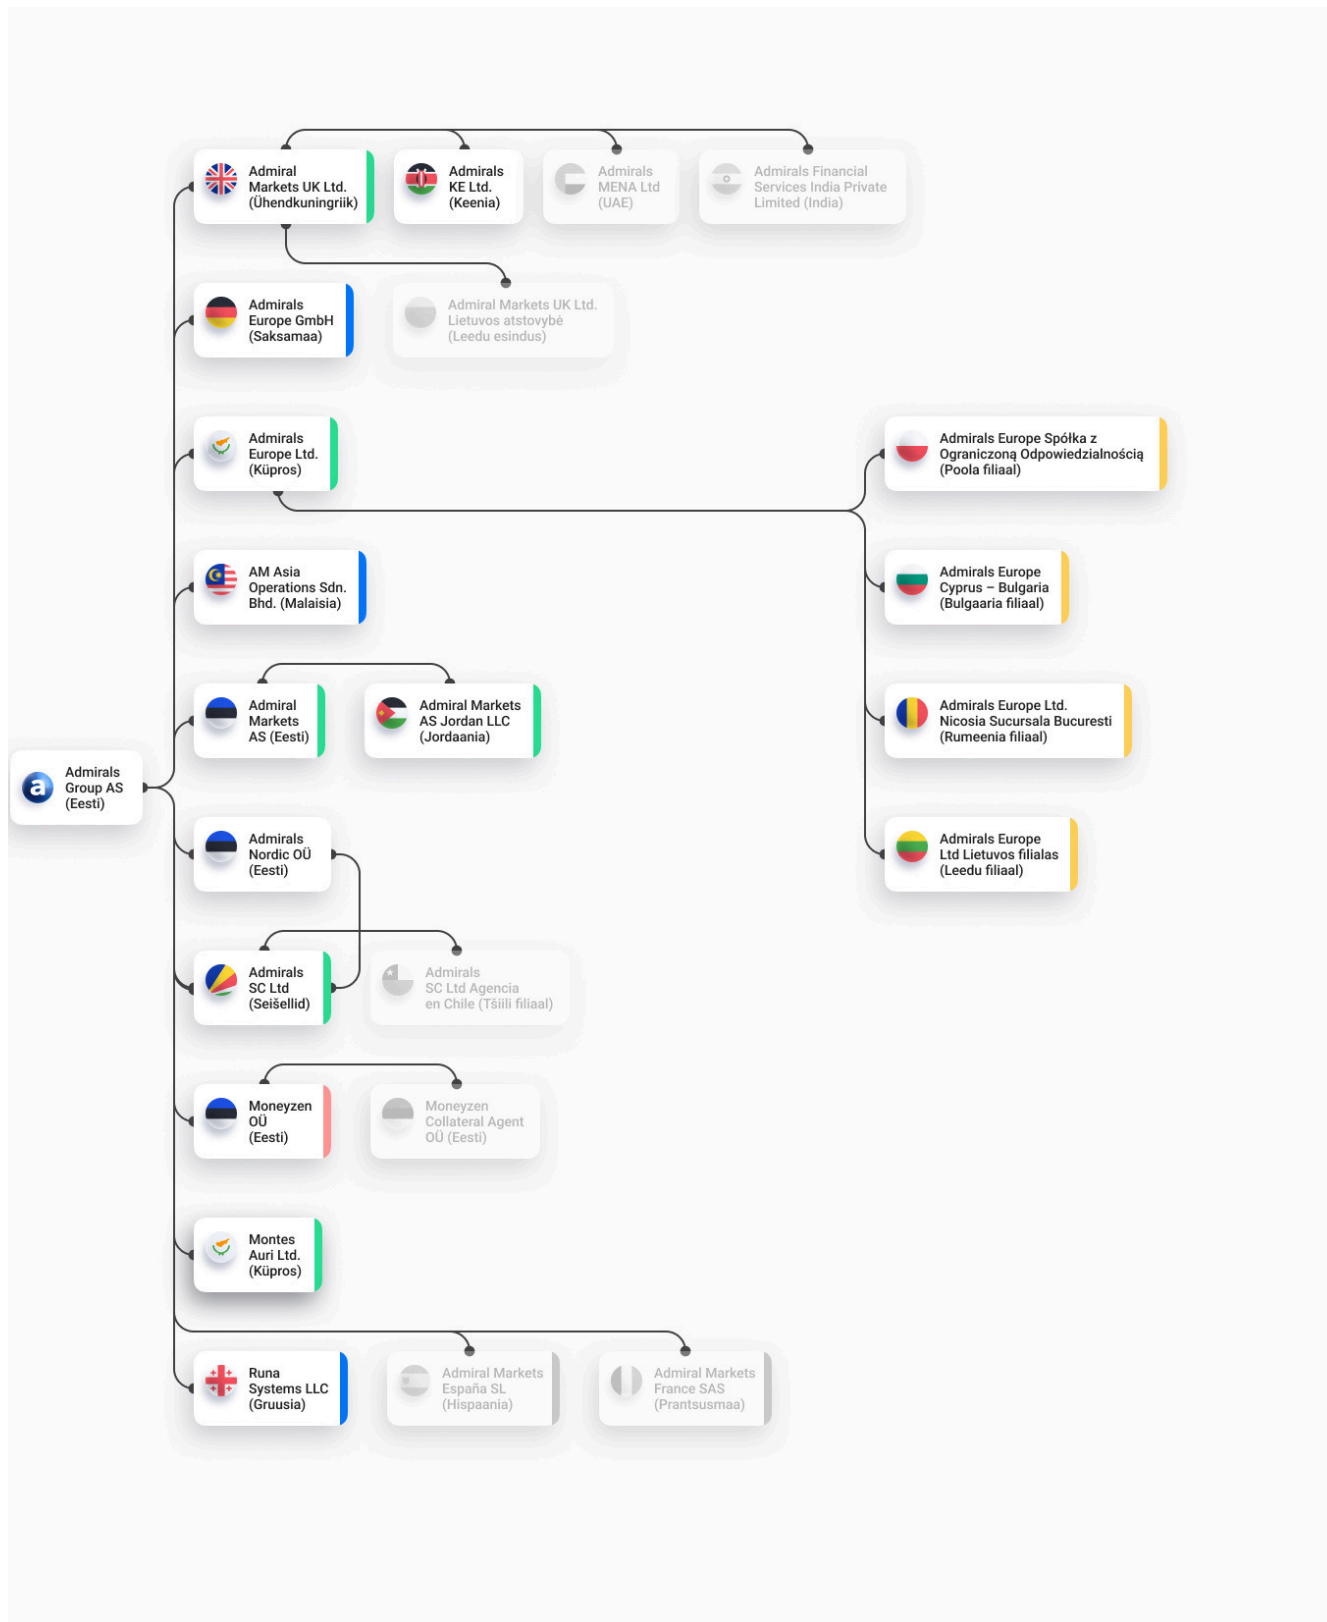 Admiral
Markets UK Ltd.
(Ühendkuningriik)
Admirals
KE Ltd.
(Keenia)
Admirals
MENA Ltd
(UAE)
Admirals Financial
Services India Private
Limited (India)
Admirals
Europe GmbH
(Saksamaa)
Admiral Markets UK Ltd.
Lietuvos atstovybė
(Leedu esindus)
Admirals
Europe Ltd.
(Küpros)
Admirals Europe Spółka z
Ograniczoną Odpowiedzialnością
(Poola filiaal)
AM Asia
Operations Sdn.
Bhd. (Malaisia)
Admirals Europe
Cyprus – Bulgaria
(Bulgaaria filiaal)
Admiral
Markets
AS (Eesti)
Admiral Markets
AS Jordan LLC
(Jordaania)
Admirals Europe Ltd.
Nicosia Sucursala Bucuresti
(Rumeenia filiaal)
a
Admirals
Group AS
(Eesti)
Admirals
Nordic OÜ
(Eesti)
Admirals Europe
Ltd Lietuvos filialas
(Leedu filiaal)
Admirals
SC Ltd
(Seišellid)
Admirals
SC Ltd Agencia
en Chile (Tšiili filiaal)
Moneyzen
OÜ
(Eesti)
Moneyzen
Collateral Agent
OÜ (Eesti)
Montes
Auri Ltd.
(Küpros)
Runa
Systems LLC
(Gruusia)
Admiral Markets
España SL
(Hispaania)
Admiral Markets
France SAS
(Prantsusmaa)